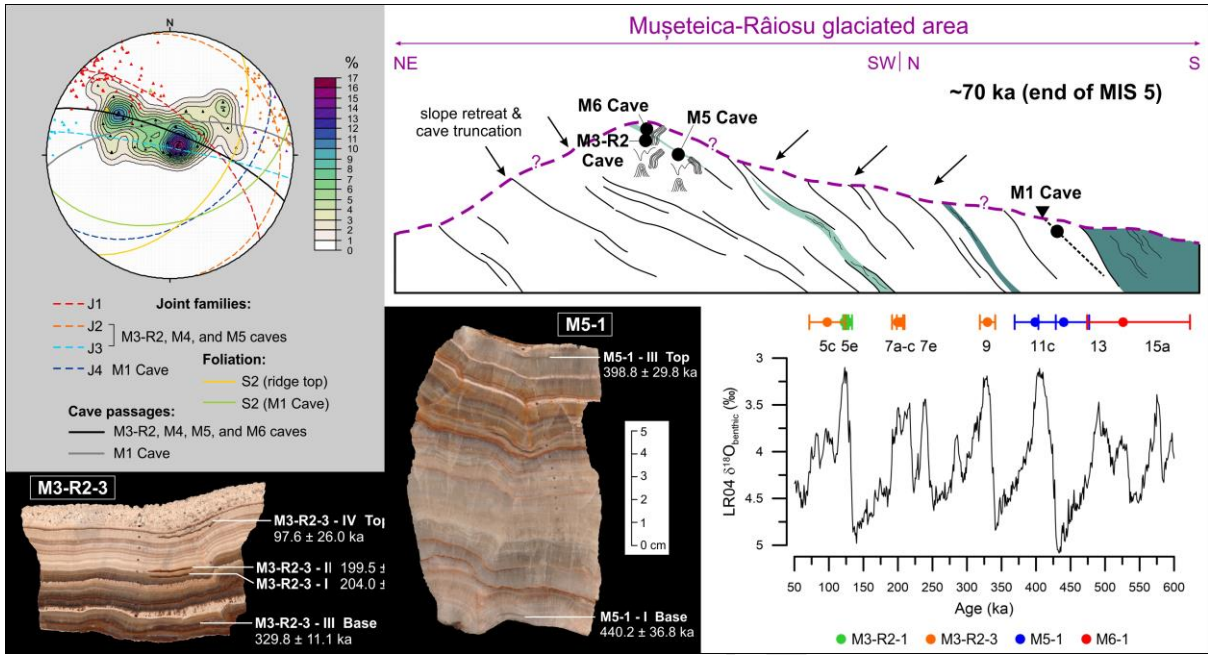 N
%
17
16
15
14
13
12
11
10
9
8
7
6
5
4
3
2
1
0
Joint families:
J1
J2
J3
M3-R2, M4, and M5 caves
J4 M1 Cave
Foliation:
S2 (ridge top)
S2 (M1 Cave)
Cave passages:
M3-R2, M4, M5, and M6 caves
M1 Cave
Mușeteica-Râiosu glaciated area
NE
SW|N
S
~70 ka (end of MIS 5)
slope retreat &
cave truncation
M6 Cave
M5 Cave
M3-R2
Cave
M1 Cave
?
?
?
M3-R2-3
M3-R2-3 - IV Top
97.6 ± 26.0 ka
M3-R2-3 - II 199.5 ±
M3-R2-3 - I 204.0 ±
M3-R2-3 - III Base
329.8 ± 11.1 ka
M5-1
M5-1 - III Top
398.8 ± 29.8 ka
5
4
3
2
1
0 cm
M5-1 - I Base
440.2 ± 36.8 ka
5c 5e 7a-c 7e 9 11c 13 15a
3
3.5
4
4.5
5
LR04 δ18Obenthic (‰)
50 100 150 200 250 300 350 400 450 500 550 600
Age (ka)
M3-R2-1 M3-R2-3 M5-1 M6-1